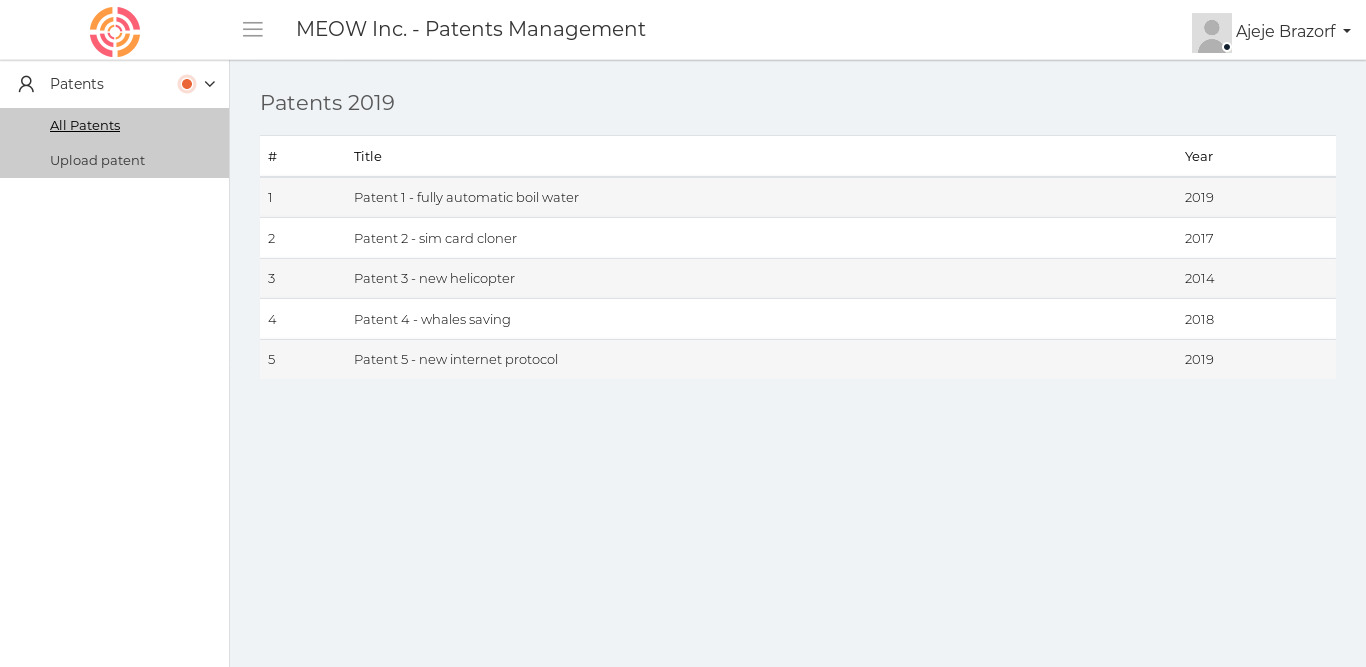 MEOW Inc. - Patents Management
Ajeje Brazorf
Patents
All Patents
Upload patent
Patents 2019
# Title Year
1 Patent 1 - fully automatic boil water 2019
2 Patent 2 - sim card cloner 2017
3 Patent 3 - new helicopter 2014
4 Patent 4 - whales saving 2018
5 Patent 5 - new internet protocol 2019